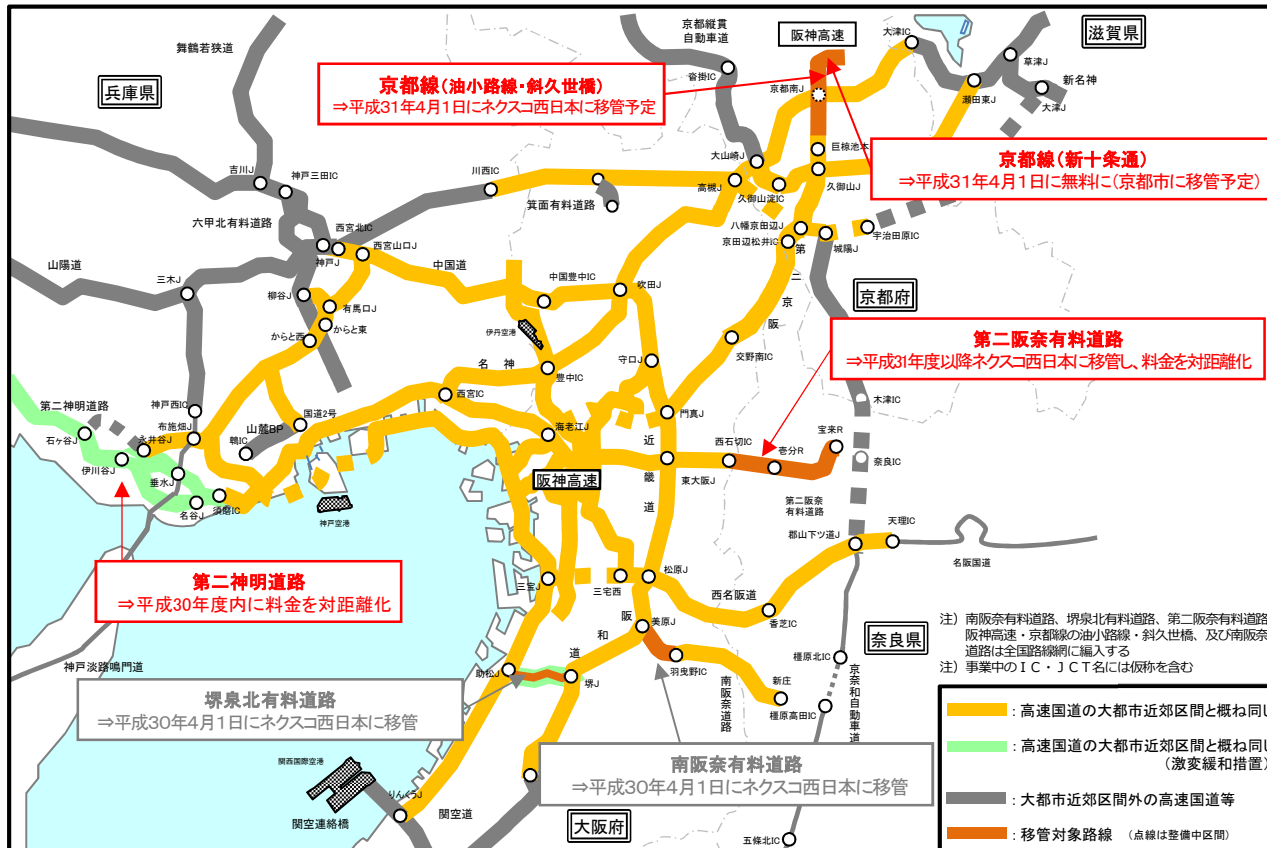 舞鶴若狭道
兵庫県
京都縦貫
自動車道
沓掛IC
阪神高速
大津IC
滋賀県
草津J
新名神
大津J
瀬田東J
京都線(油小路線・斜久世橋)
⇒平成31年4月1日にネクスコ西日本に移管予定
京都南J
巨椋池本
京都線(新十条通)
⇒平成31年4月1日に無料に(京都市に移管予定)
大山崎J
久御山淀IC
久御山J
高槻J
川西IC
箕面有料道路
吉川J
神戸三田IC
六甲北有料道路
西宮北IC
神戸J
西宮山口J
山陽道
三木J
柳谷J
有馬口J
からと東
からと西
中国道
中国豊中IC
吹田J
伊丹空港
八幡京田辺J
京田辺松井IC
城陽J
宇治田原IC
第二京阪
京都府
交野南IC
守口J
門真J
名神
豊中IC
西宮IC
海老江J
阪神高速
近畿道
第二阪奈有料道路
⇒平成31年度以降ネクスコ西日本に移管し、料金を対距離化
木津IC
奈良IC
宝来R
壱分R
西石切IC
東大阪J
第二阪奈
有料道路
第二神明道路
石ヶ谷J
永井谷J
伊川谷J
神戸西IC
布施畑J
垂水J
名谷J
須磨IC
山麓BP
国道2号
鵯IC
神戸空港
第二神明道路
⇒平成30年度内に料金を対距離化
神戸淡路鳴門道
三宝J
三宅西
松原J
西名阪道
香芝IC
郡山下ツ道J
天理IC
名阪国道
奈良県
阪和道
美原J
羽曳野IC
南阪奈道路
新庄
橿原高田IC
橿原北IC
京奈和自動車道
五條北IC
助松J
堺J
堺泉北有料道路
⇒平成30年4月1日にネクスコ西日本に移管
南阪奈有料道路
⇒平成30年4月1日にネクスコ西日本に移管
関西国際空港
りんくうJ
関空連絡橋
関空道
大阪府
注) 南阪奈有料道路、堺泉北有料道路、第二阪奈有料道路
阪神高速・京都線の油小路線・斜久世橋、及び南阪奈
道路は全国路線網に編入する
注) 事業中のIC・JCT名には仮称を含む
:高速国道の大都市近郊区間と概ね同じ
:高速国道の大都市近郊区間と概ね同じ
(激変緩和措置)
:大都市近郊区間外の高速国道等
:移管対象路線 (点線は整備中区間)